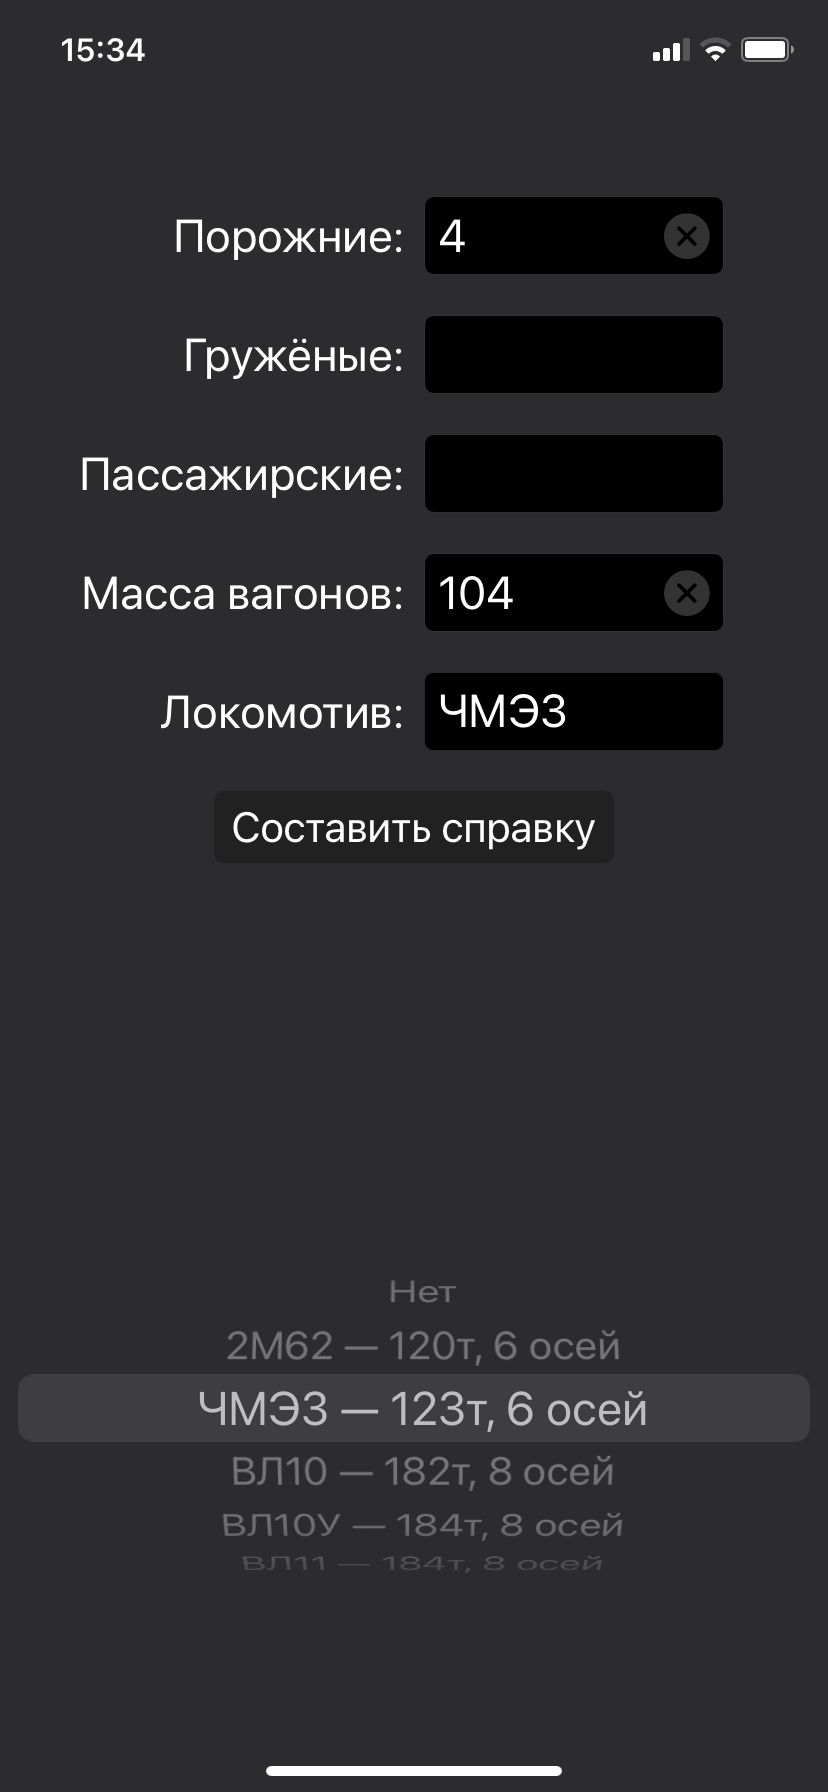 15:34
Порожние: 4
Гружёные:
Пассажирские:
Масса вагонов: 104
Локомотив: ЧМЭ3
Составить справку
Нет
2М62 — 120т, 6 осей
ЧМЭ3 — 123т, 6 осей
ВЛ10 — 182т, 8 осей
ВЛ10У — 184т, 8 осей
ВЛ11 — 184т, 8 осей